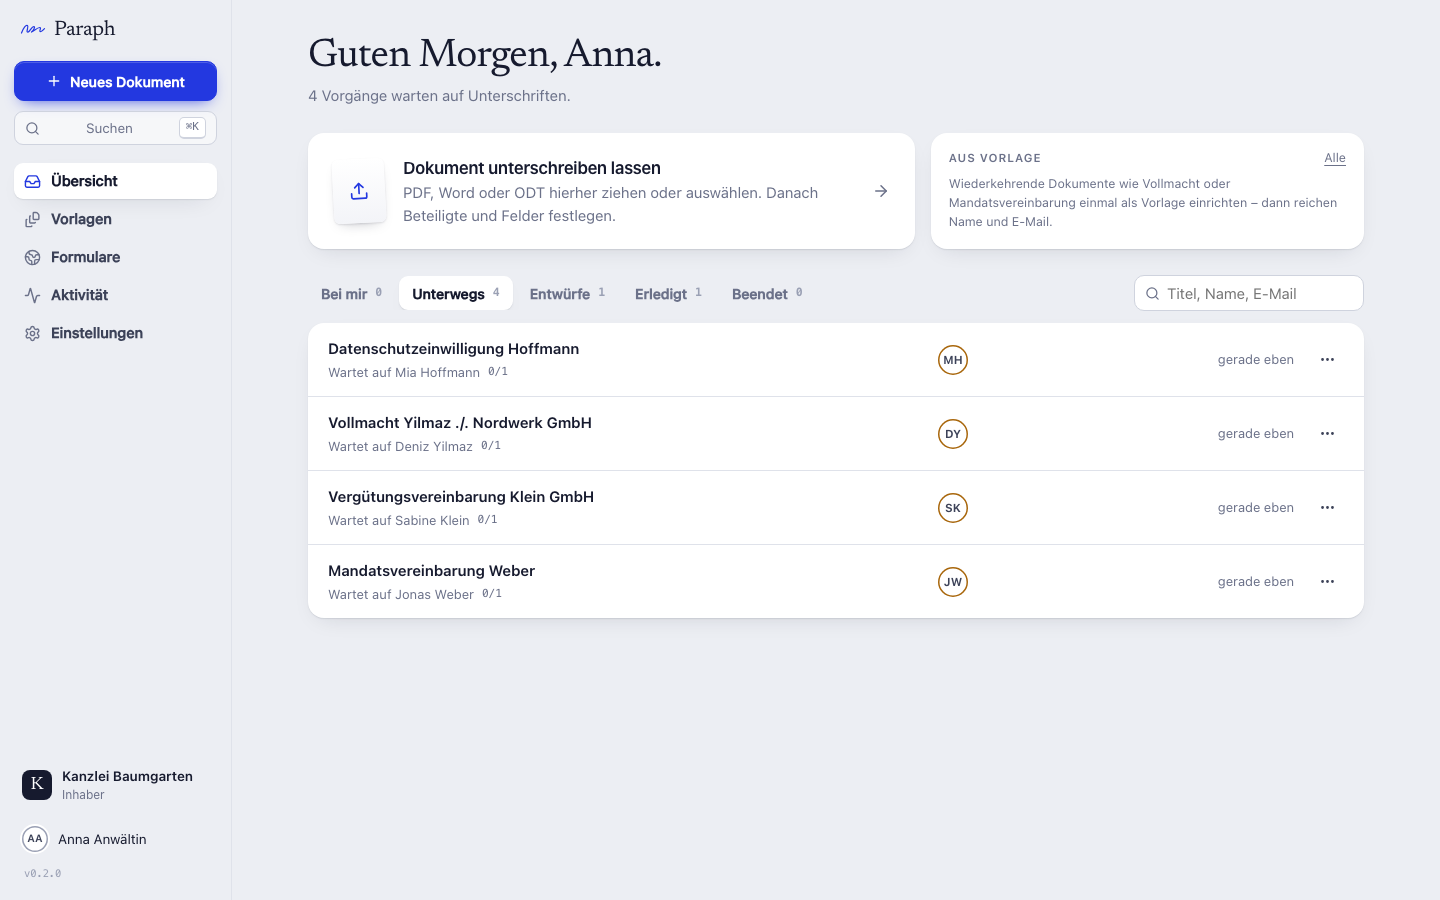 Paraph
Neues Dokument
Suchen ⌘K
Übersicht
Vorlagen
Formulare
Aktivität
Einstellungen
K
Kanzlei Baumgarten
Inhaber
AA
Anna Anwältin
v0.2.0
Guten Morgen, Anna.
4 Vorgänge warten auf Unterschriften.
Dokument unterschreiben lassen
PDF, Word oder ODT hierher ziehen oder auswählen. Danach
Beteiligte und Felder festlegen.
AUS VORLAGE Alle
Wiederkehrende Dokumente wie Vollmacht oder
Mandatsvereinbarung einmal als Vorlage einrichten – dann reichen
Name und E-Mail.
Bei mir 0 Unterwegs 4 Entwürfe 1 Erledigt 1 Beendet 0
Titel, Name, E-Mail
Datenschutzeinwilligung Hoffmann
Wartet auf Mia Hoffmann 0/1
MH
gerade eben
Vollmacht Yilmaz ./. Nordwerk GmbH
Wartet auf Deniz Yilmaz 0/1
DY
gerade eben
Vergütungsvereinbarung Klein GmbH
Wartet auf Sabine Klein 0/1
SK
gerade eben
Mandatsvereinbarung Weber
Wartet auf Jonas Weber 0/1
JW
gerade eben